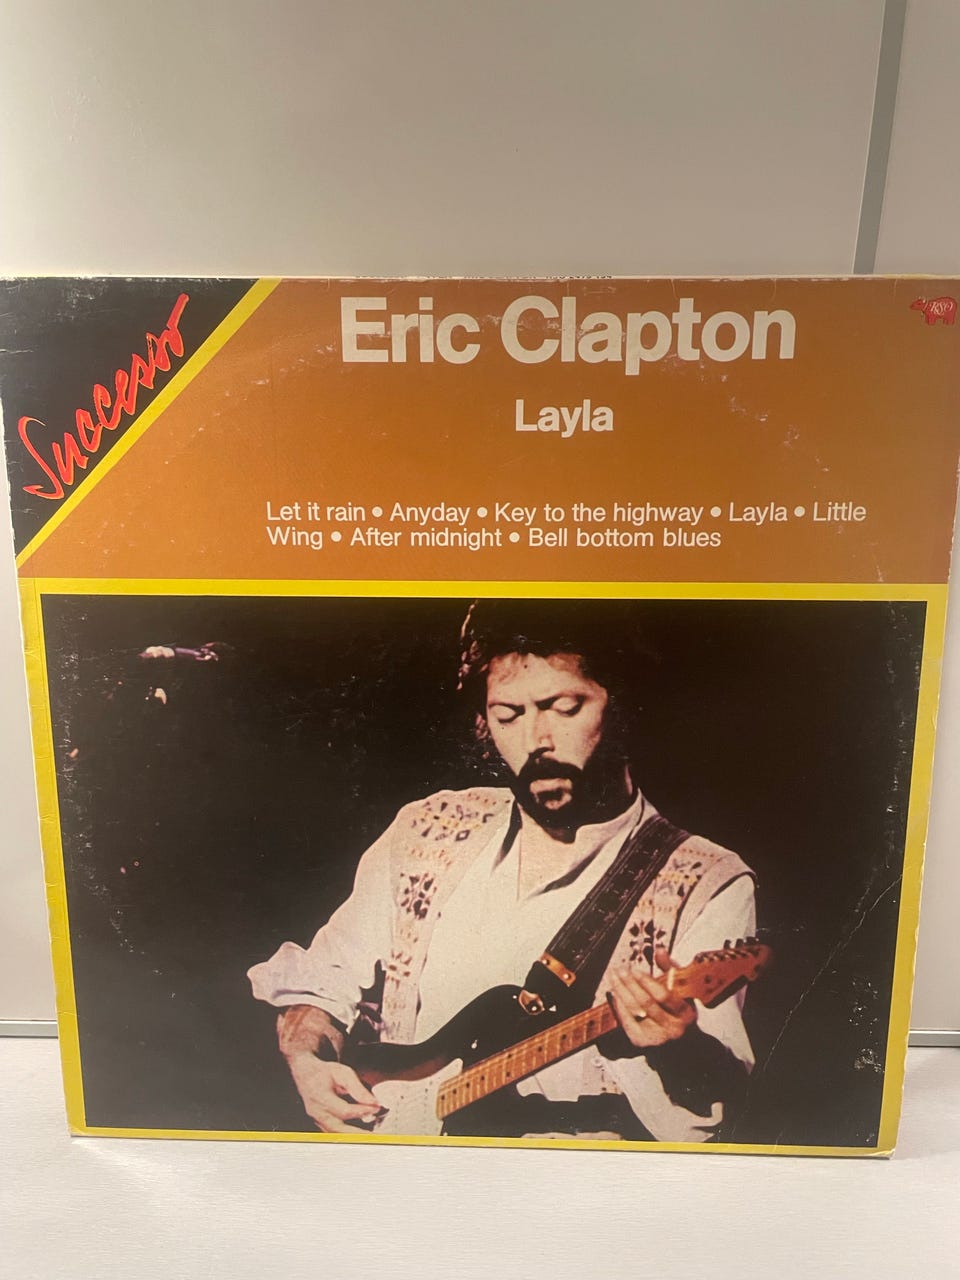 Successo
Eric Clapton
RSO
Layla
Let it rain • Anyday • Key to the highway • Layla • Little
Wing • After midnight • Bell bottom blues